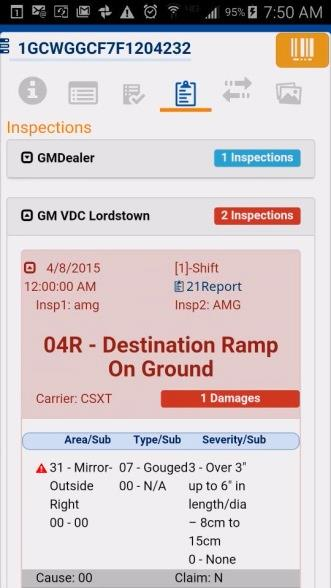 95% 7:50 AM
1GCWGGCF7F1204232
Inspections
GMDealer 1 Inspections
GM VDC Lordstown 2 Inspections
4/8/2015 [1]-Shift
12:00:00 AM 21Report
Insp1: amg Insp2: AMG
04R - Destination Ramp
On Ground
Carrier: CSXT 1 Damages
Area/Sub Type/Sub Severity/Sub
31 - Mirror- 07 - Gouged 3 - Over 3"
Outside 00 - N/A up to 6" in
Right length/dia
00 - 00 – 8cm to
15cm
0 - None
Cause: 00 Claim: N